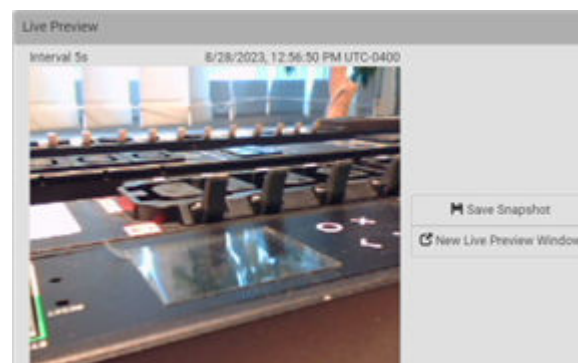 Live Preview
Interval 5s 8/28/2023, 12:56:50 PM UTC-0400
Save Snapshot
New Live Preview Window